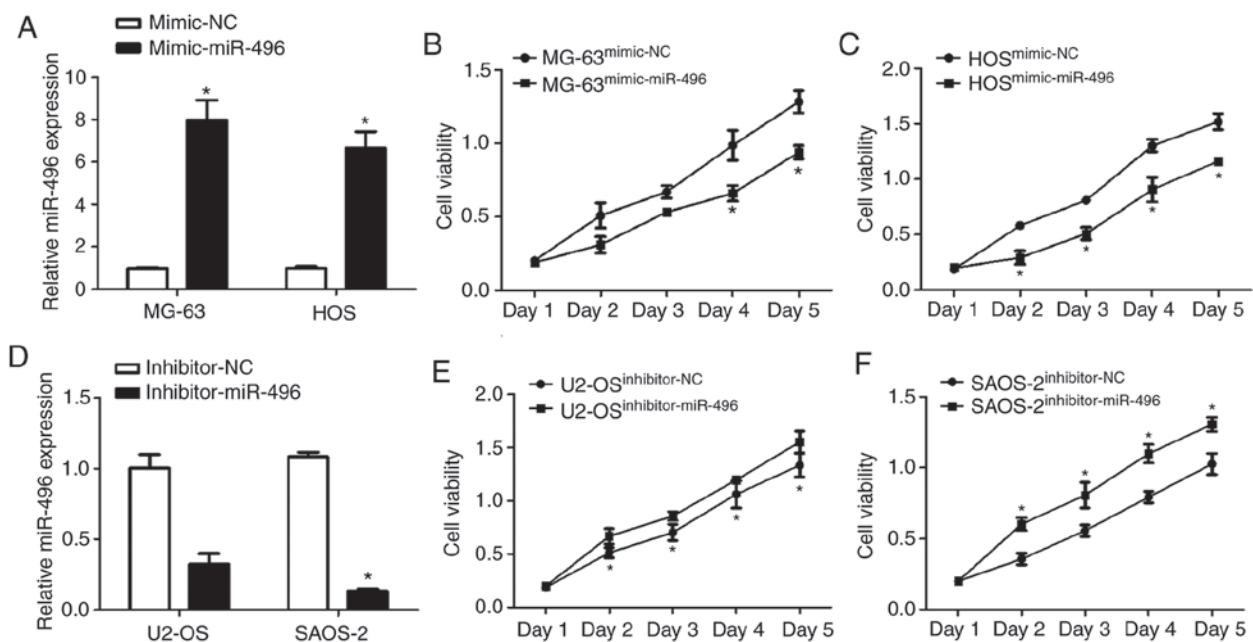 A
Mimic-NC
Mimic-miR-496
Relative miR-496 expression
10
8
6
4
2
0
*
*
MG-63
HOS
B
MG-63mimic-NC
MG-63mimic-miR-496
Cell viability
1.5
1.0
0.5
0.0
*
*
Day 1 Day 2 Day 3 Day 4 Day 5
C
HOSmimic-NC
HOSmimic-miR-496
Cell viability
2.0
1.5
1.0
0.5
0.0
*
*
*
*
Day 1 Day 2 Day 3 Day 4 Day 5
D
Inhibitor-NC
Inhibitor-miR-496
Relative miR-496 expression
1.5
1.0
0.5
0.0
*
U2-OS
SAOS-2
E
U2-OSinhibitor-NC
U2-OSinhibitor-miR-496
Cell viability
2.0
1.5
1.0
0.5
0.0
*
*
*
*
Day 1 Day 2 Day 3 Day 4 Day 5
F
SAOS-2inhibitor-NC
SAOS-2inhibitor-miR-496
Cell viability
1.5
1.0
0.5
0.0
*
*
*
*
Day 1 Day 2 Day 3 Day 4 Day 5